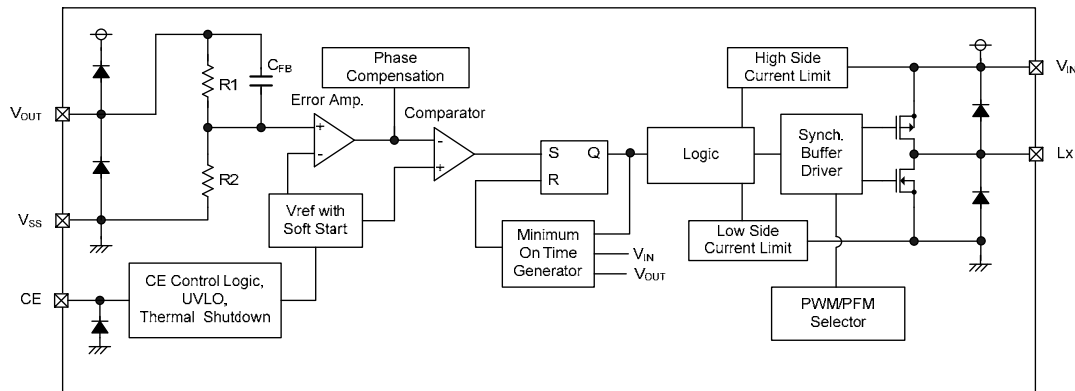 Phase
Compensation
High Side
Current Limit
VIN
R1
CFB
Error Amp.
Comparator
VOUT
+
-
-
+
S
Q
R
Logic
Synch.
Buffer
Driver
Lx
R2
VSS
Vref with
Soft Start
Minimum
On Time
Generator
VIN
VOUT
Low Side
Current Limit
CE
CE Control Logic,
UVLO,
Thermal Shutdown
PWM/PFM
Selector